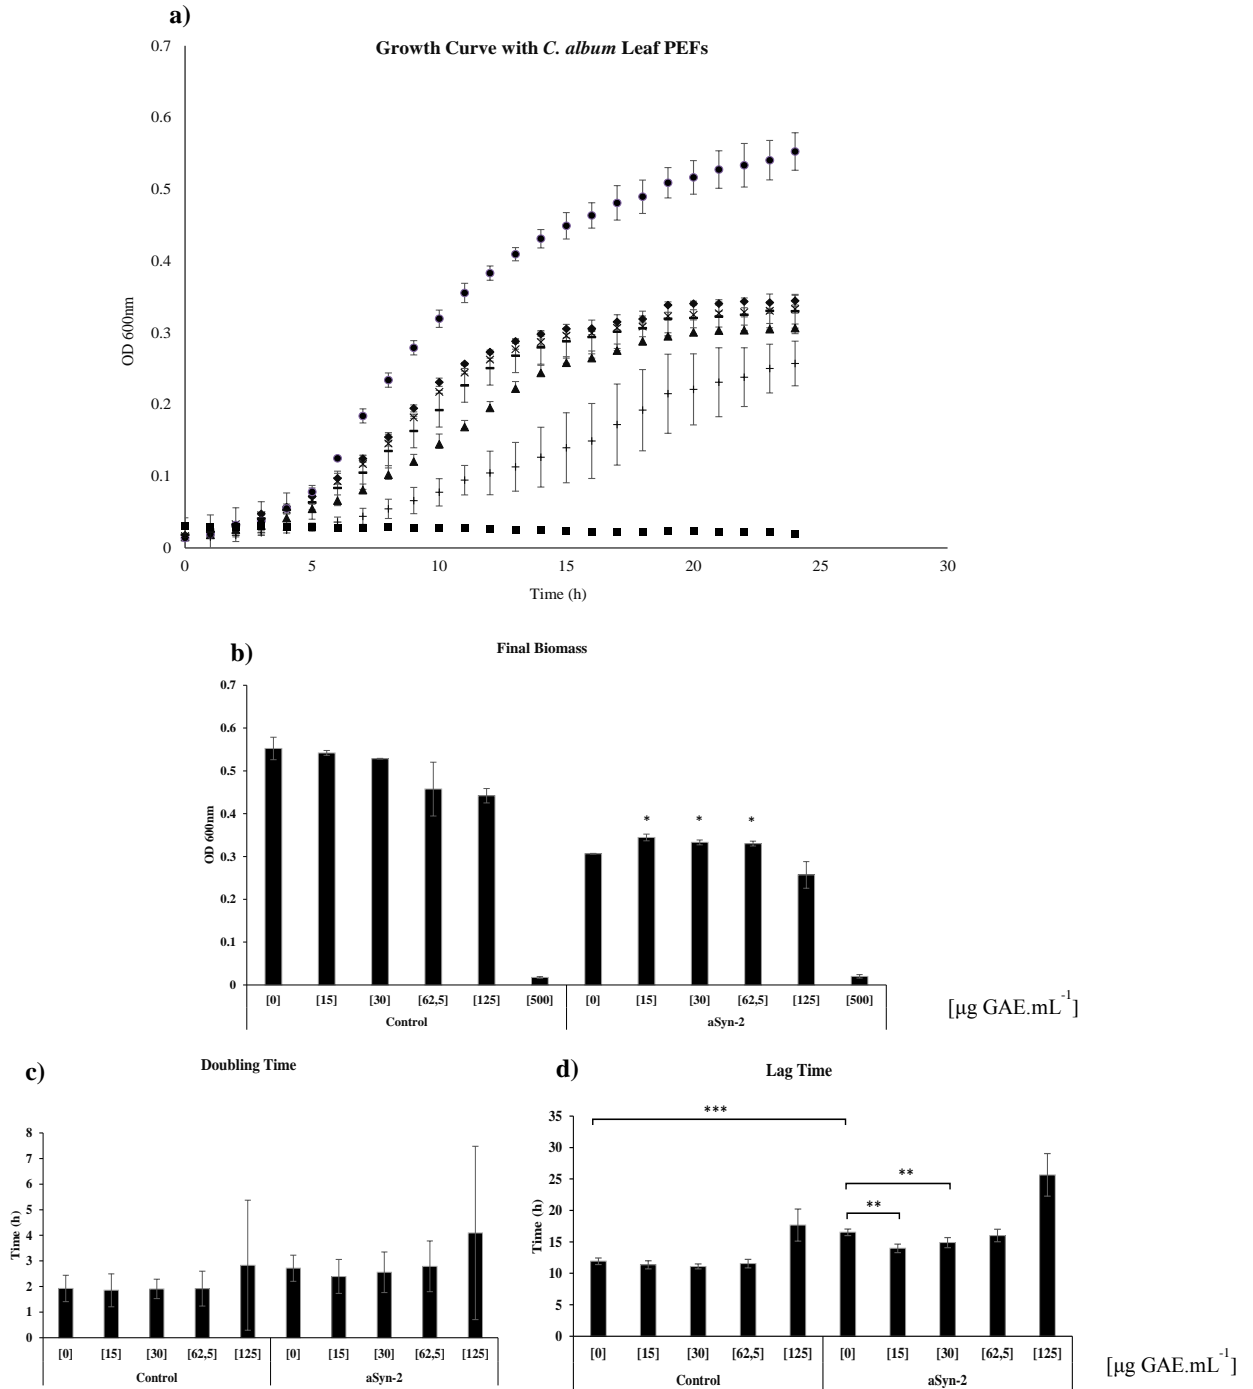 a)
Growth Curve with C. album Leaf PEFs
0.7
0.6
0.5
0.4
0.3
0.2
0.1
0
OD 600nm
0 5 10 15 20 25 30
Time (h)
b)
Final Biomass
0.7
0.6
0.5
0.4
0.3
0.2
0.1
0
OD 600nm
* * *
[0] [15] [30] [62,5] [125] [500] [0] [15] [30] [62,5] [125] [500]
Control aSyn-2
[µg GAE.mL-1]
c)
Doubling Time
8
7
6
5
4
3
2
1
0
Time (h)
[0] [15] [30] [62,5] [125] [0] [15] [30] [62,5] [125]
Control aSyn-2
d)
Lag Time
35
30
25
20
15
10
5
0
Time (h)
***
**
**
[0] [15] [30] [62,5] [125] [0] [15] [30] [62,5] [125]
Control aSyn-2
[µg GAE.mL-1]